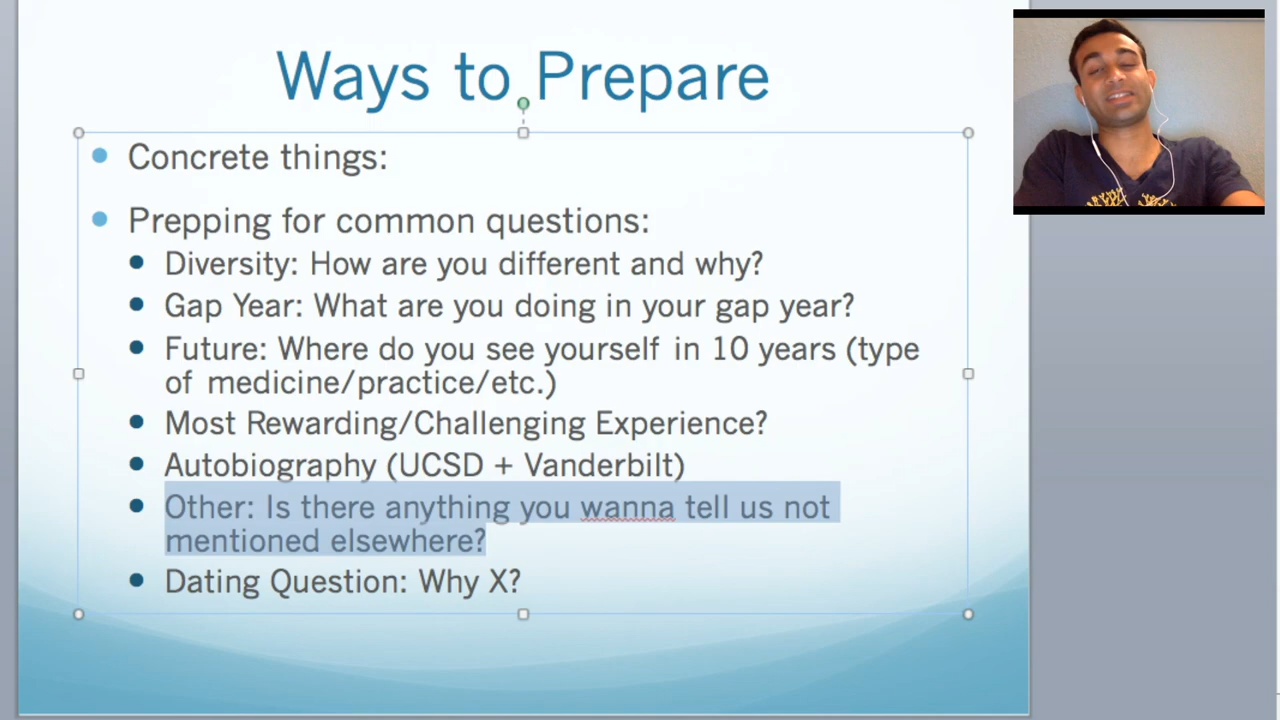 Ways to Prepare
Concrete things:
Prepping for common questions:
Diversity: How are you different and why?
Gap Year: What are you doing in your gap year?
Future: Where do you see yourself in 10 years (type
of medicine/practice/etc.)
Most Rewarding/Challenging Experience?
Autobiography (UCSD + Vanderbilt)
Other: Is there anything you wanna tell us not
mentioned elsewhere?
Dating Question: Why X?